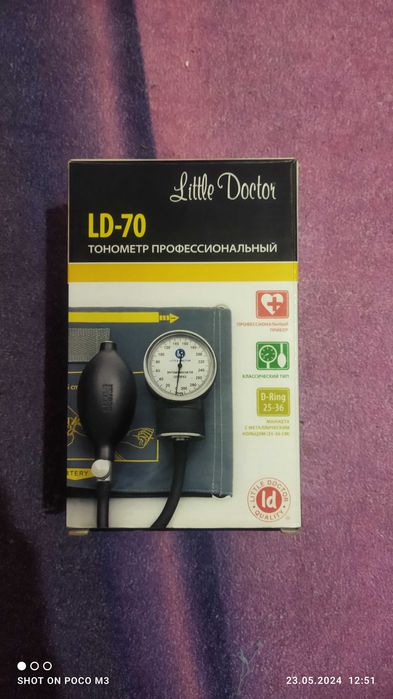 Little Doctor
LD-70
ТОНОМЕТР ПРОФЕССИОНАЛЬНЫЙ
ПРОФЕССИОНАЛЬНЫЙ
ПРИБОР
КЛАССИЧЕСКИЙ ТИП
D-Ring
25-36
МАНЖЕТА
С МЕТАЛЛИЧЕСКИМ
КОЛЬЦОМ (25-36 СМ)
LITTLE DOCTOR
ld
QUALITY
SHOT ON POCO M3
23.05.2024 12:51